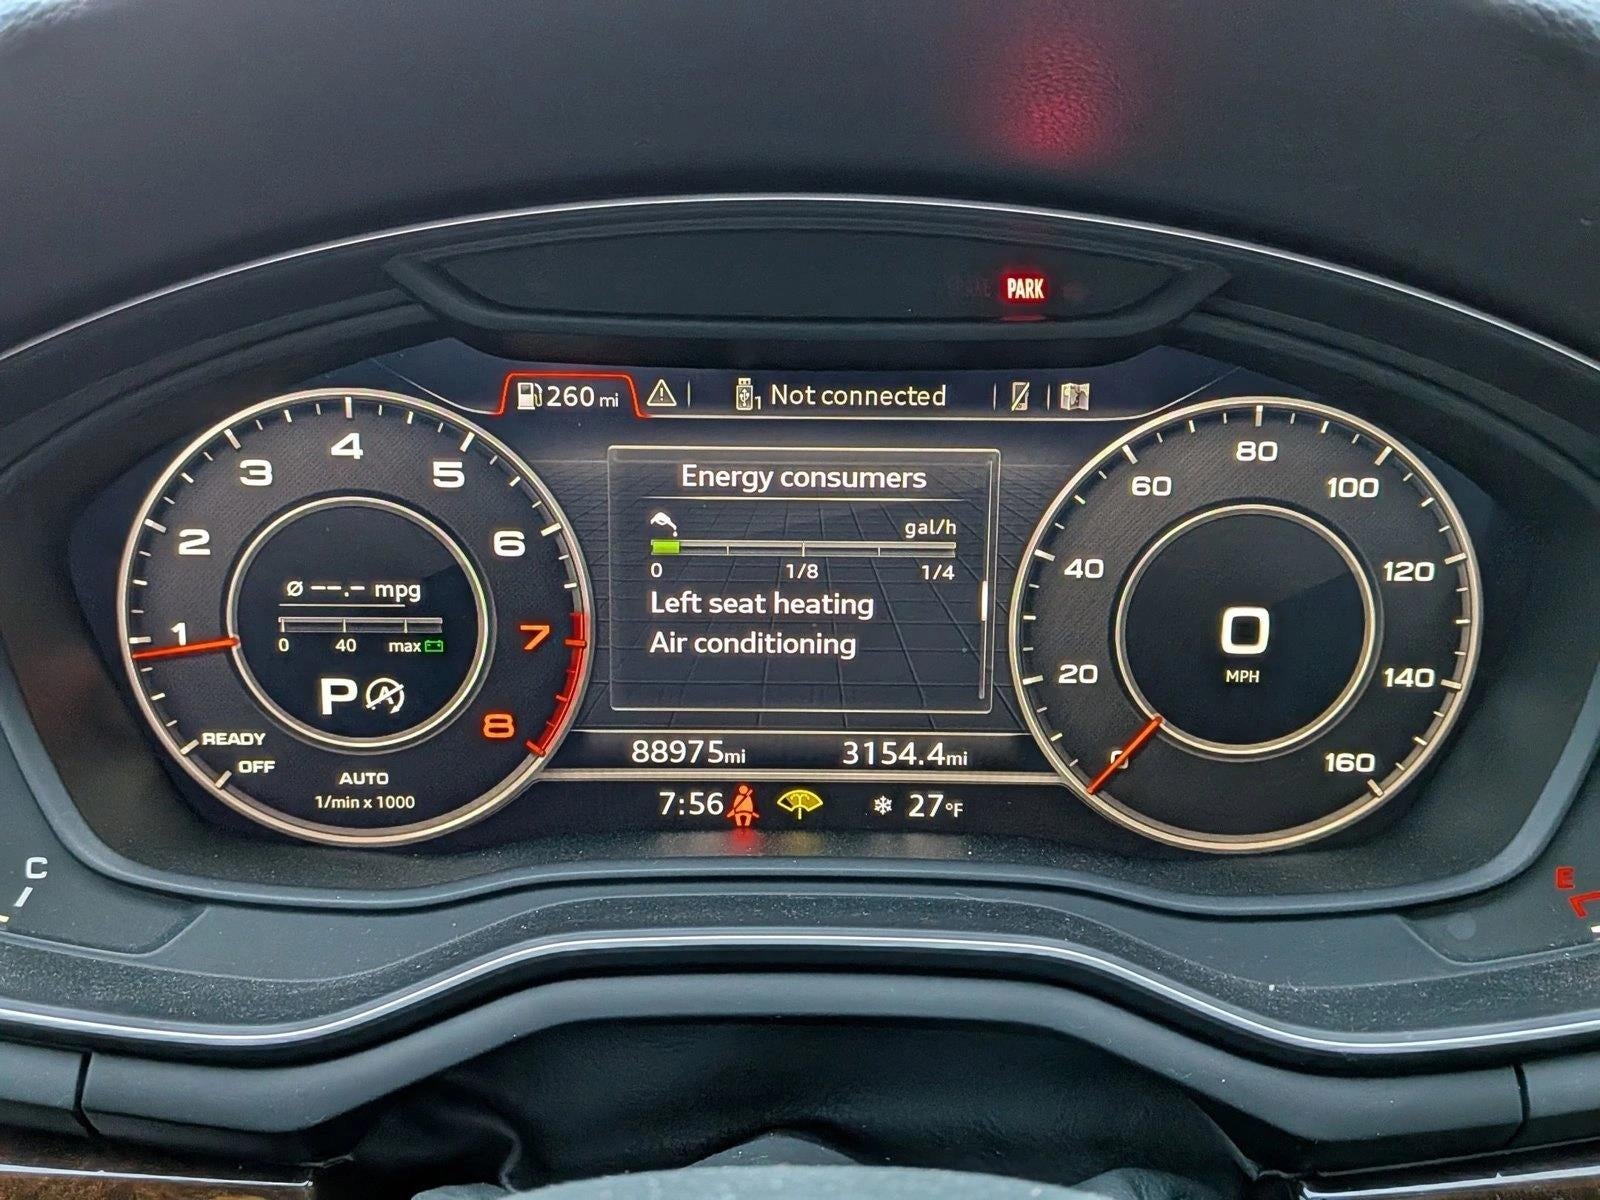 PARK
260 mi
1 Not connected
Energy consumers
gal/h
0 1/8 1/4
Left seat heating
Air conditioning
1 2 3 4 5 6 7 8
Ø --.- mpg
0 40 max
P A
READY
OFF
AUTO
1/min x 1000
0 20 40 60 80 100 120 140 160
0
MPH
88975mi 3154.4mi
7:56 27°F
C
E